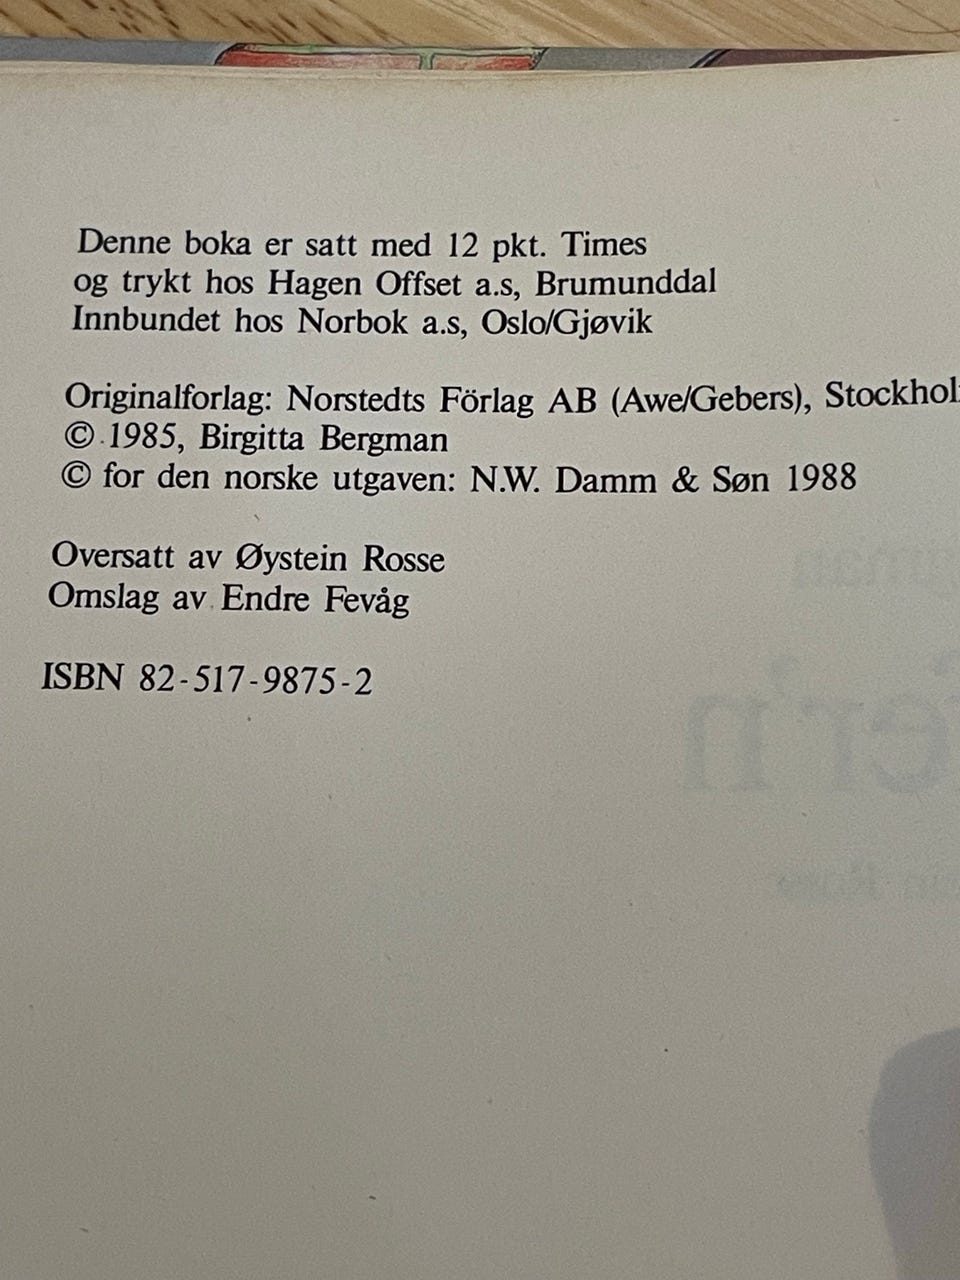 Denne boka er satt med 12 pkt. Times
og trykt hos Hagen Offset a.s, Brumunddal
Innbundet hos Norbok a.s, Oslo/Gjøvik
Originalforlag: Norstedts Förlag AB (Awe/Gebers), Stockhol
© 1985, Birgitta Bergman
© for den norske utgaven: N.W. Damm & Søn 1988
Oversatt av Øystein Rosse
Omslag av Endre Fevåg
ISBN 82-517-9875-2